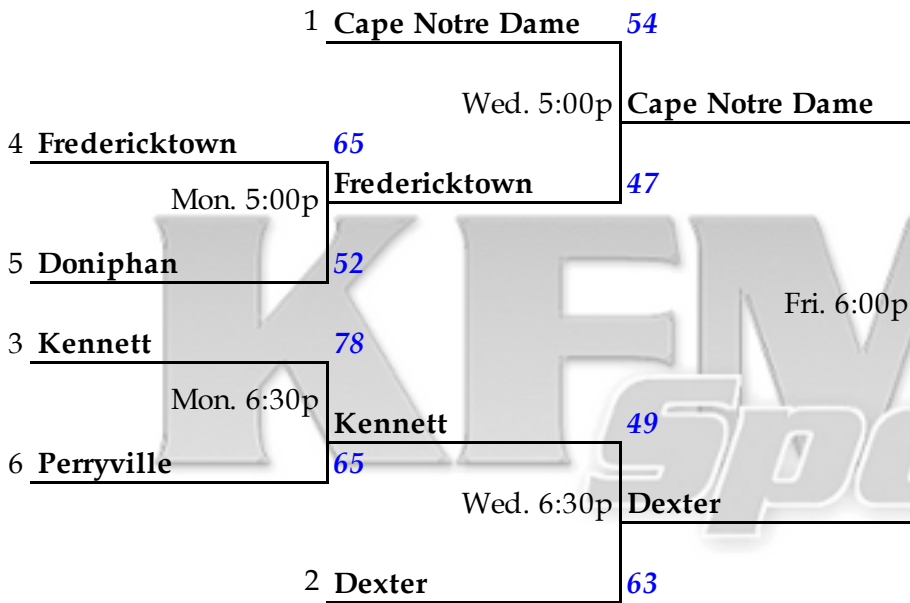 1 Cape Notre Dame 54
Wed. 5:00p Cape Notre Dame
4 Fredericktown 65
Mon. 5:00p Fredericktown 47
5 Doniphan 52
Fri. 6:00p
3 Kennett 78
Mon. 6:30p
Kennett 49
6 Perryville 65
Wed. 6:30p Dexter
2 Dexter 63
KFM
Spo